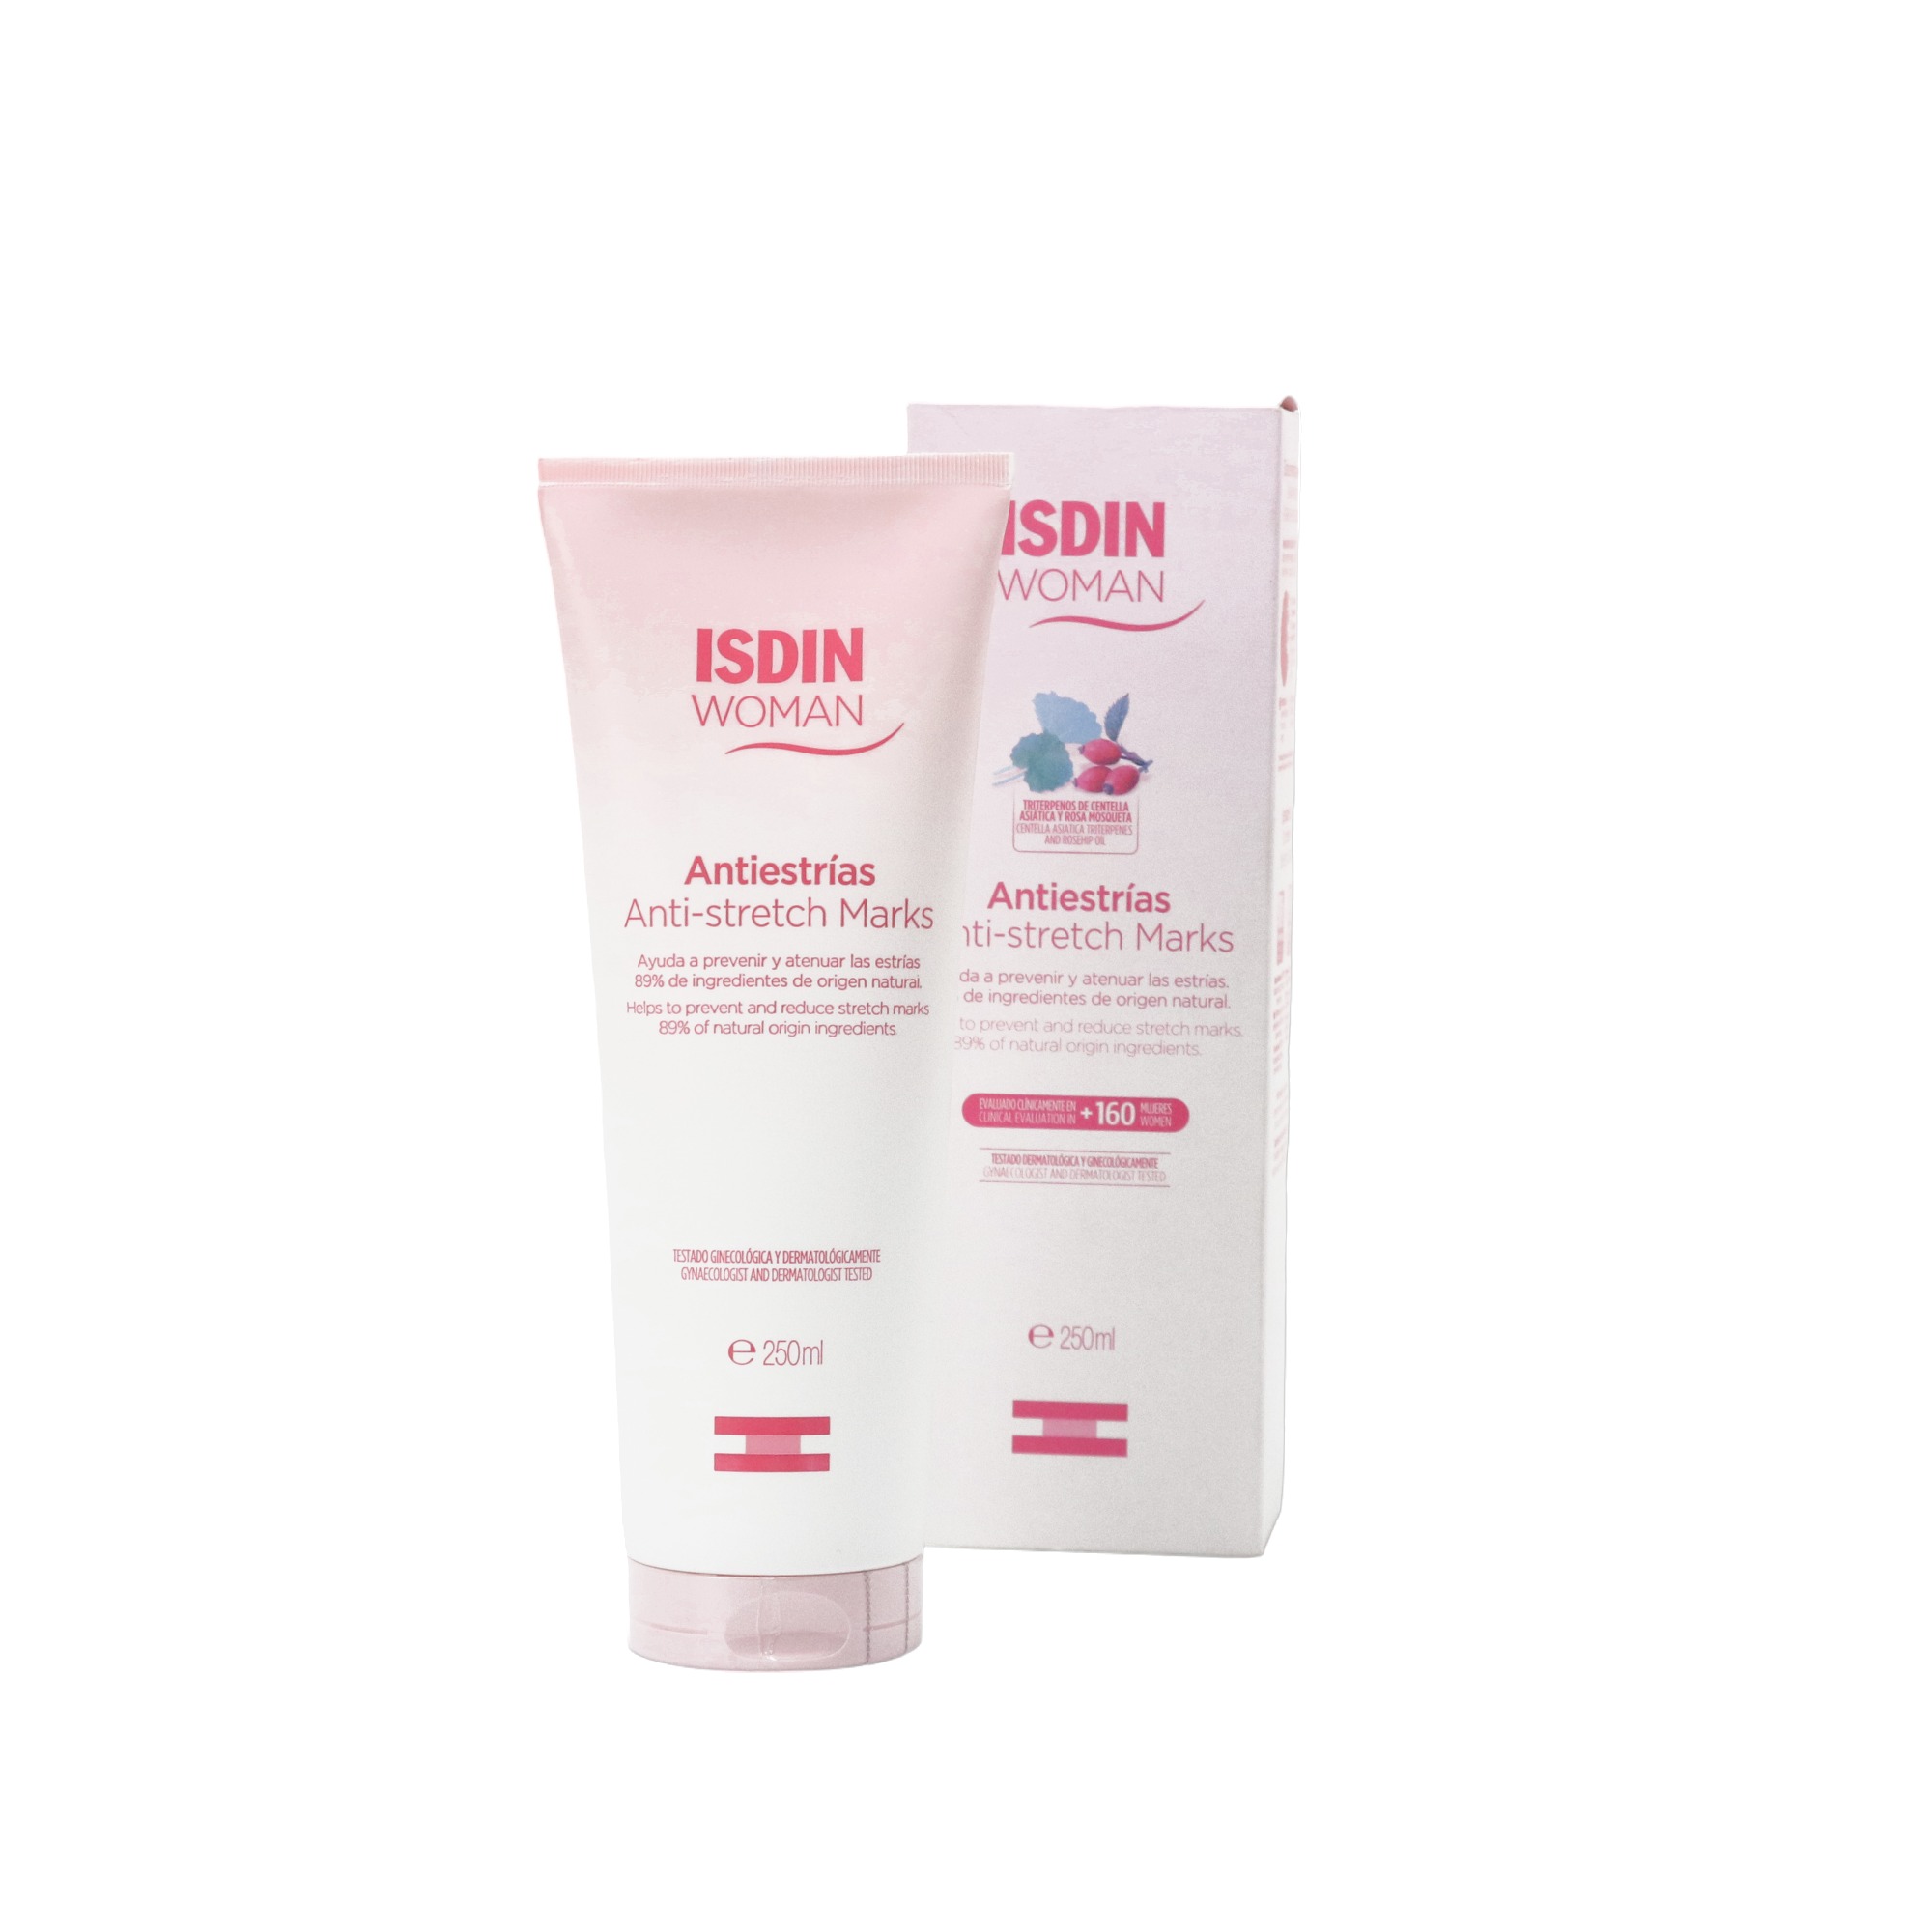 ISDIN
WOMAN
Antiestrías
Anti-stretch Marks
Ayuda a prevenir y atenuar las estrías
89% de ingredientes de origen natural.
Helps to prevent and reduce stretch marks
89% of natural origin ingredients
TESTADO GINECOLÓGICA Y DERMATOLÓGICAMENTE
GYNAECOLOGIST AND DERMATOLOGIST TESTED
℮ 250ml
ISDIN
WOMAN
TRITERPENOS DE CENTELLA
ASIÁTICA Y ROSA MOSQUETA
CENTELLA ASIATICA TRITERPENES
AND ROSEHIP OIL
Antiestrías
nti-stretch Marks
da a prevenir y atenuar las estrías.
de ingredientes de origen natural.
to prevent and reduce stretch marks.
89% of natural origin ingredients.
EVALUADO CLÍNICAMENTE EN
CLINICAL EVALUATION IN
+160
MUJERES
WOMEN
TESTADO DERMATOLÓGICA Y GINECOLÓGICAMENTE
GYNAECOLOGIST AND DERMATOLOGIST TESTED
℮ 250ml